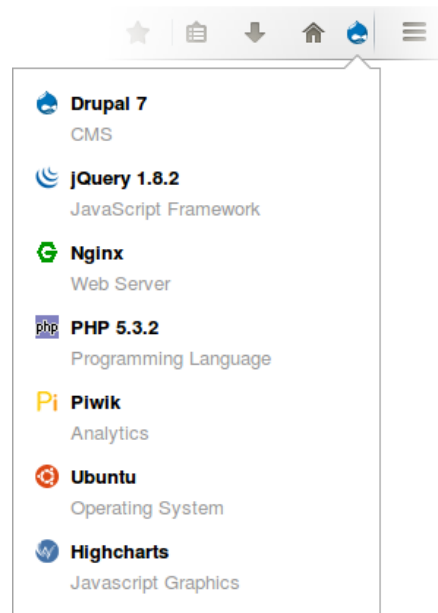 Drupal 7
CMS
jQuery 1.8.2
JavaScript Framework
Nginx
Web Server
php PHP 5.3.2
Programming Language
Pi Piwik
Analytics
Ubuntu
Operating System
Highcharts
Javascript Graphics